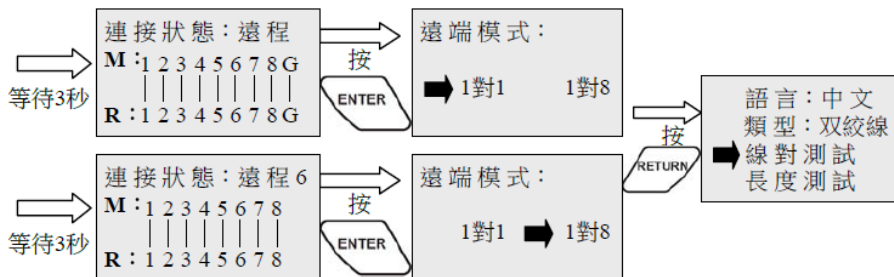 等待3秒
連接狀態：遠程
M：1 2 3 4 5 6 7 8 G
R：1 2 3 4 5 6 7 8 G
按
ENTER
遠端模式：
1對1 1對8
等待3秒
連接狀態：遠程6
M：1 2 3 4 5 6 7 8
R：1 2 3 4 5 6 7 8
按
ENTER
遠端模式：
1對1 1對8
按
RETURN
語言：中文
類型：双絞線
線對測試
長度測試